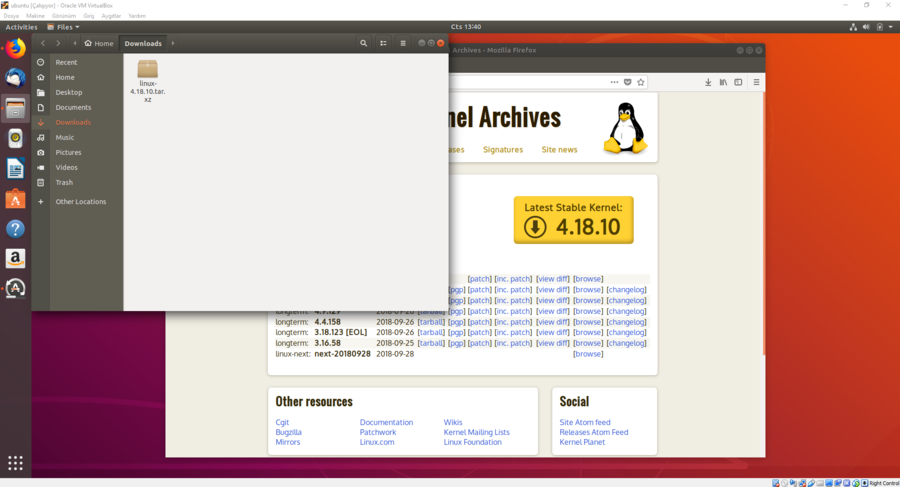 ubuntu [Çalışıyor] - Oracle VM VirtualBox
Dosya Makine Görünüm Giriş Aygıtlar Yardım
Activities Files Cts 13:40
Home Downloads
Archives - Mozilla Firefox
Recent
Home
Desktop
Documents
Downloads
Music
Pictures
Videos
Trash
Other Locations
linux-
4.18.10.tar.
xz
nel Archives
ases Signatures Site news
Latest Stable Kernel:
4.18.10
[patch] [inc. patch] [view diff] [browse]
[pgp] [patch] [inc. patch] [view diff] [browse] [changelog]
[pgp] [patch] [inc. patch] [view diff] [browse] [changelog]
longterm: 4.9.129 2018-09-26 [tarball] [pgp] [patch] [inc. patch] [view diff] [browse] [changelog]
longterm: 4.4.158 2018-09-26 [tarball] [pgp] [patch] [inc. patch] [view diff] [browse] [changelog]
longterm: 3.18.123 [EOL] 2018-09-26 [tarball] [pgp] [patch] [inc. patch] [view diff] [browse] [changelog]
longterm: 3.16.58 2018-09-25 [tarball] [pgp] [patch] [inc. patch] [view diff] [browse] [changelog]
linux-next: next-20180928 2018-09-28 [browse]
Other resources
Cgit Documentation Wikis
Bugzilla Patchwork Kernel Mailing Lists
Mirrors Linux.com Linux Foundation
Social
Site Atom feed
Releases Atom Feed
Kernel Planet
Right Control